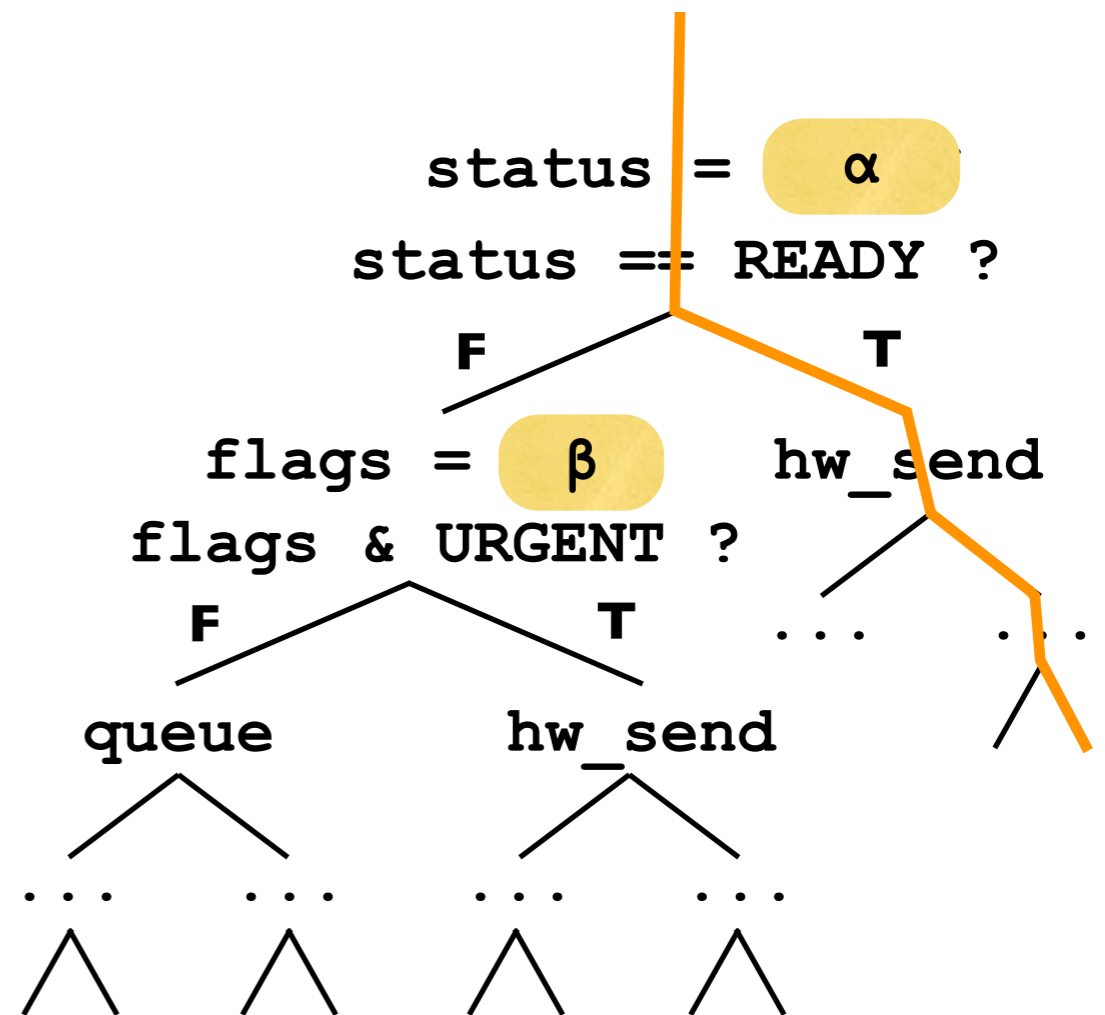 status = α
status == READY ?
F T
flags = β hw_send
flags & URGENT ?
F T
... ...
queue hw_send
... ... ... ...